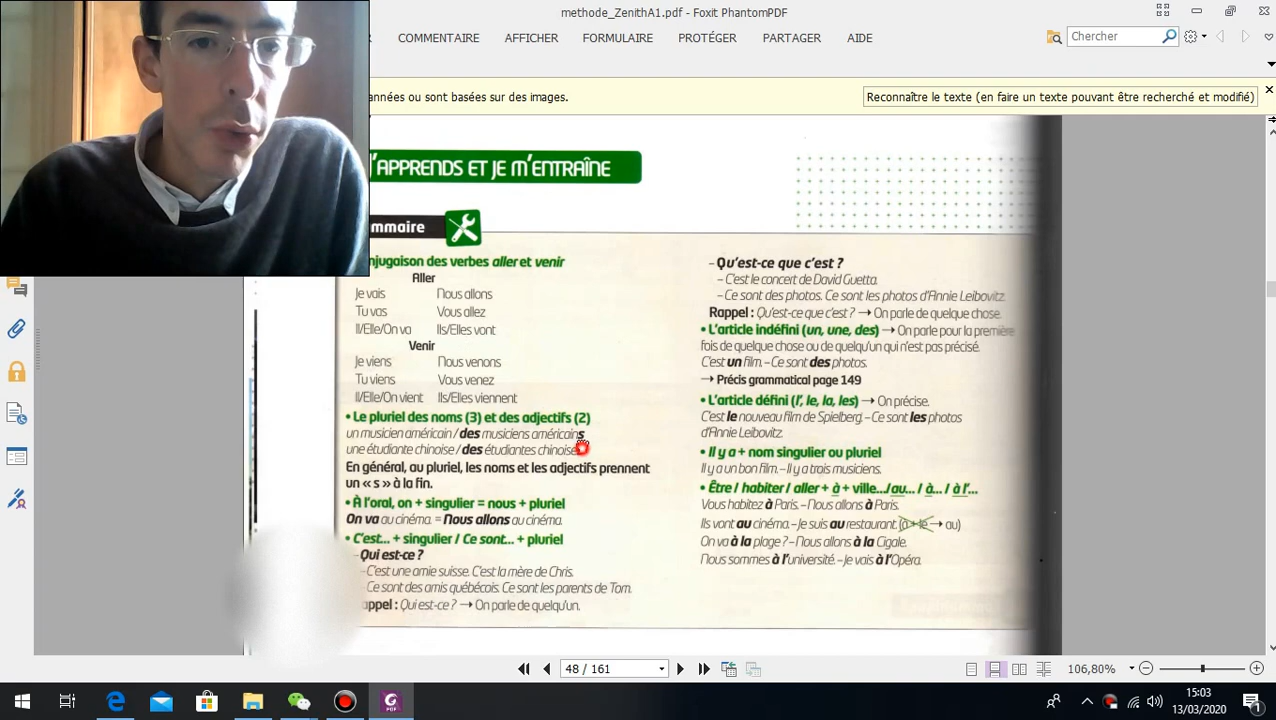 methode_ZenithA1.pdf - Foxit PhantomPDF
COMMENTAIRE AFFICHER FORMULAIRE PROTÉGER PARTAGER AIDE
Chercher
années ou sont basées sur des images.
Reconnaître le texte (en faire un texte pouvant être recherché et modifié)
'APPRENDS ET JE M'ENTRAÎNE
mmaire
njugaison des verbes aller et venir
Aller
Je vais Nous allons
Tu vas Vous allez
Il/Elle/On va Ils/Elles vont
Venir
Je viens Nous venons
Tu viens Vous venez
Il/Elle/On vient Ils/Elles viennent
• Le pluriel des noms (3) et des adjectifs (2)
un musicien américain / des musiciens américains
une étudiante chinoise / des étudiantes chinoise
En général, au pluriel, les noms et les adjectifs prennent
un « s » à la fin.
• À l'oral, on + singulier = nous + pluriel
On va au cinéma. = Nous allons au cinéma.
• C'est... + singulier / Ce sont... + pluriel
– Qui est-ce ?
– C'est une amie suisse. C'est la mère de Chris.
– Ce sont des amis québécois. Ce sont les parents de Tom.
appel : Qui est-ce ? → On parle de quelqu'un.
– Qu'est-ce que c'est ?
– C'est le concert de David Guetta.
– Ce sont des photos. Ce sont les photos d'Annie Leibovitz.
Rappel : Qu'est-ce que c'est ? → On parle de quelque chose.
• L'article indéfini (un, une, des) → On parle pour la première
fois de quelque chose ou de quelqu'un qui n'est pas précisé.
C'est un film. – Ce sont des photos.
→ Précis grammatical page 149
• L'article défini (l', le, la, les) → On précise.
C'est le nouveau film de Spielberg. – Ce sont les photos
d'Annie Leibovitz.
• Il y a + nom singulier ou pluriel
Il y a un bon film. – Il y a trois musiciens.
• Être / habiter / aller + à + ville.../au... / à... / à l'...
Vous habitez à Paris. – Nous allons à Paris.
Ils vont au cinéma. – Je suis au restaurant. (à + le → au)
On va à la plage ? – Nous allons à la Cigale.
Nous sommes à l'université. – Je vais à l'Opéra.
48 / 161
106,80%
15:03
13/03/2020